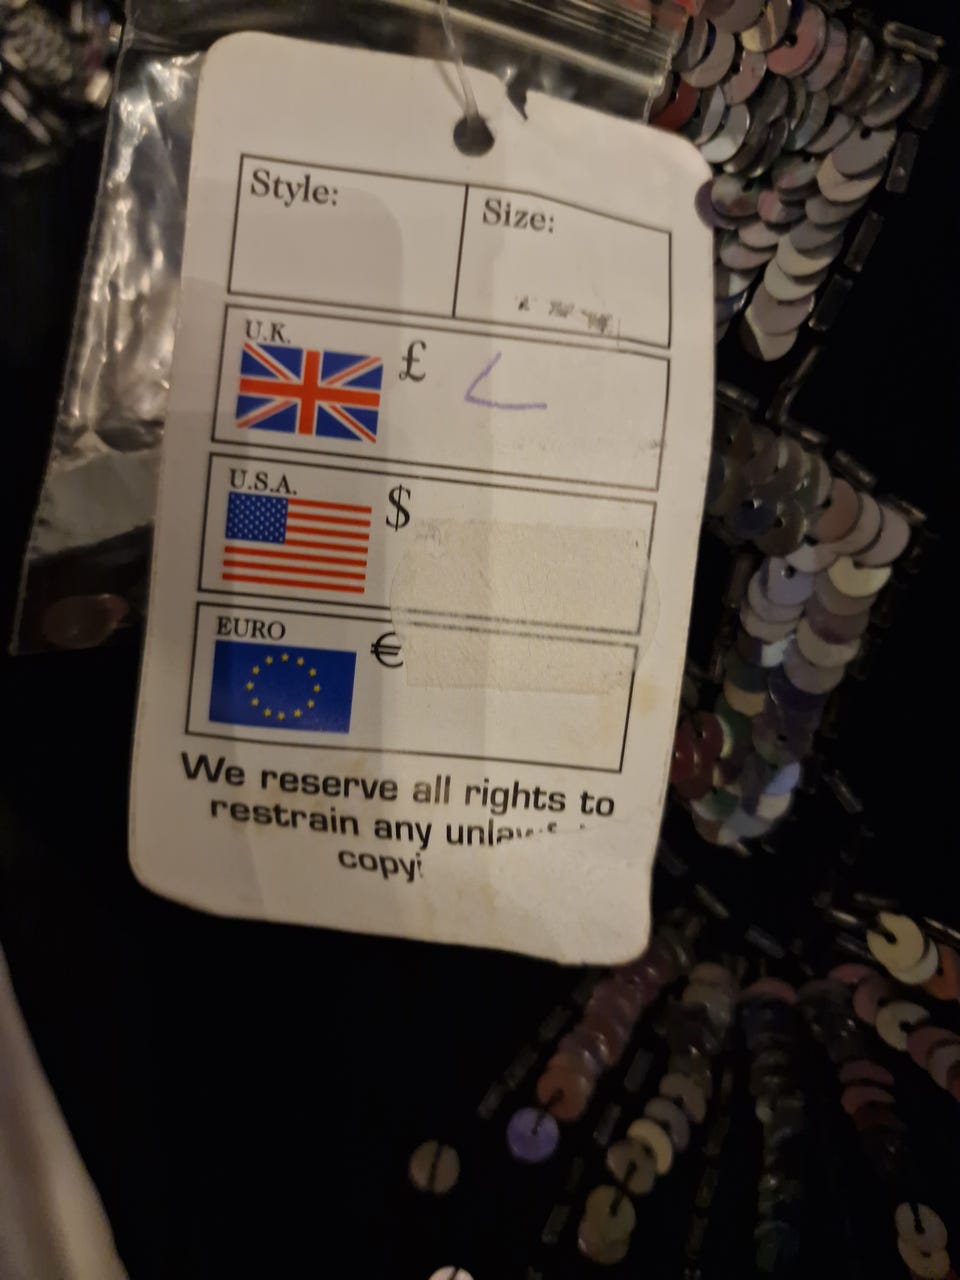 Style:
Size:
U.K.
£
L
U.S.A.
$
EURO
€
We reserve all rights to
restrain any